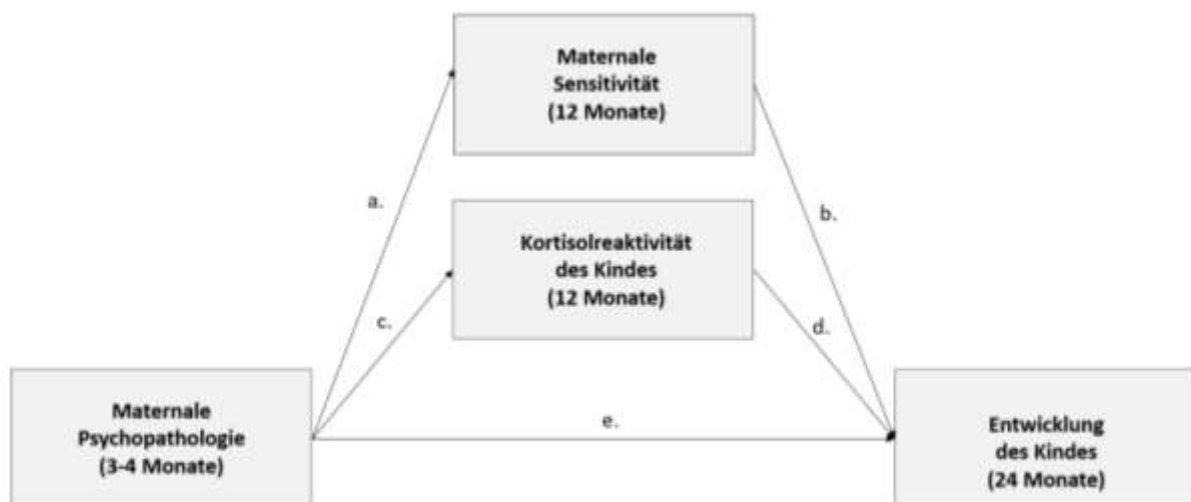 Maternale
Sensitivität
(12 Monate)
a.
b.
Kortisolreaktivität
des Kindes
(12 Monate)
c.
d.
Maternale
Psychopathologie
(3-4 Monate)
e.
Entwicklung
des Kindes
(24 Monate)